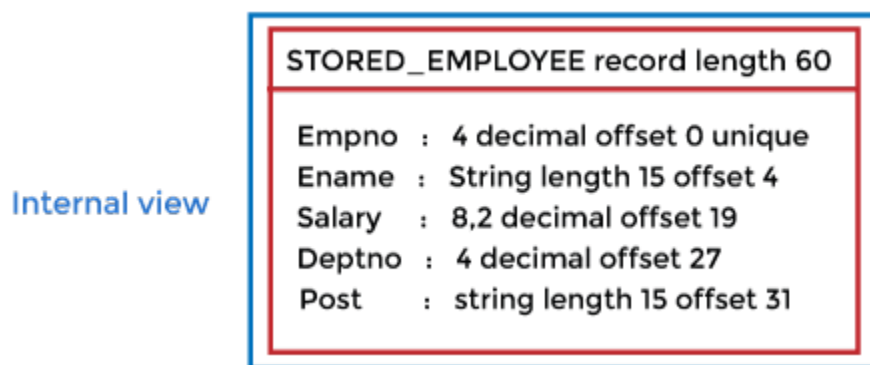 STORED_EMPLOYEE record length 60
Empno : 4 decimal offset 0 unique
Ename : String length 15 offset 4
Internal view
Salary : 8,2 decimal offset 19
Deptno : 4 decimal offset 27
Post : string length 15 offset 31